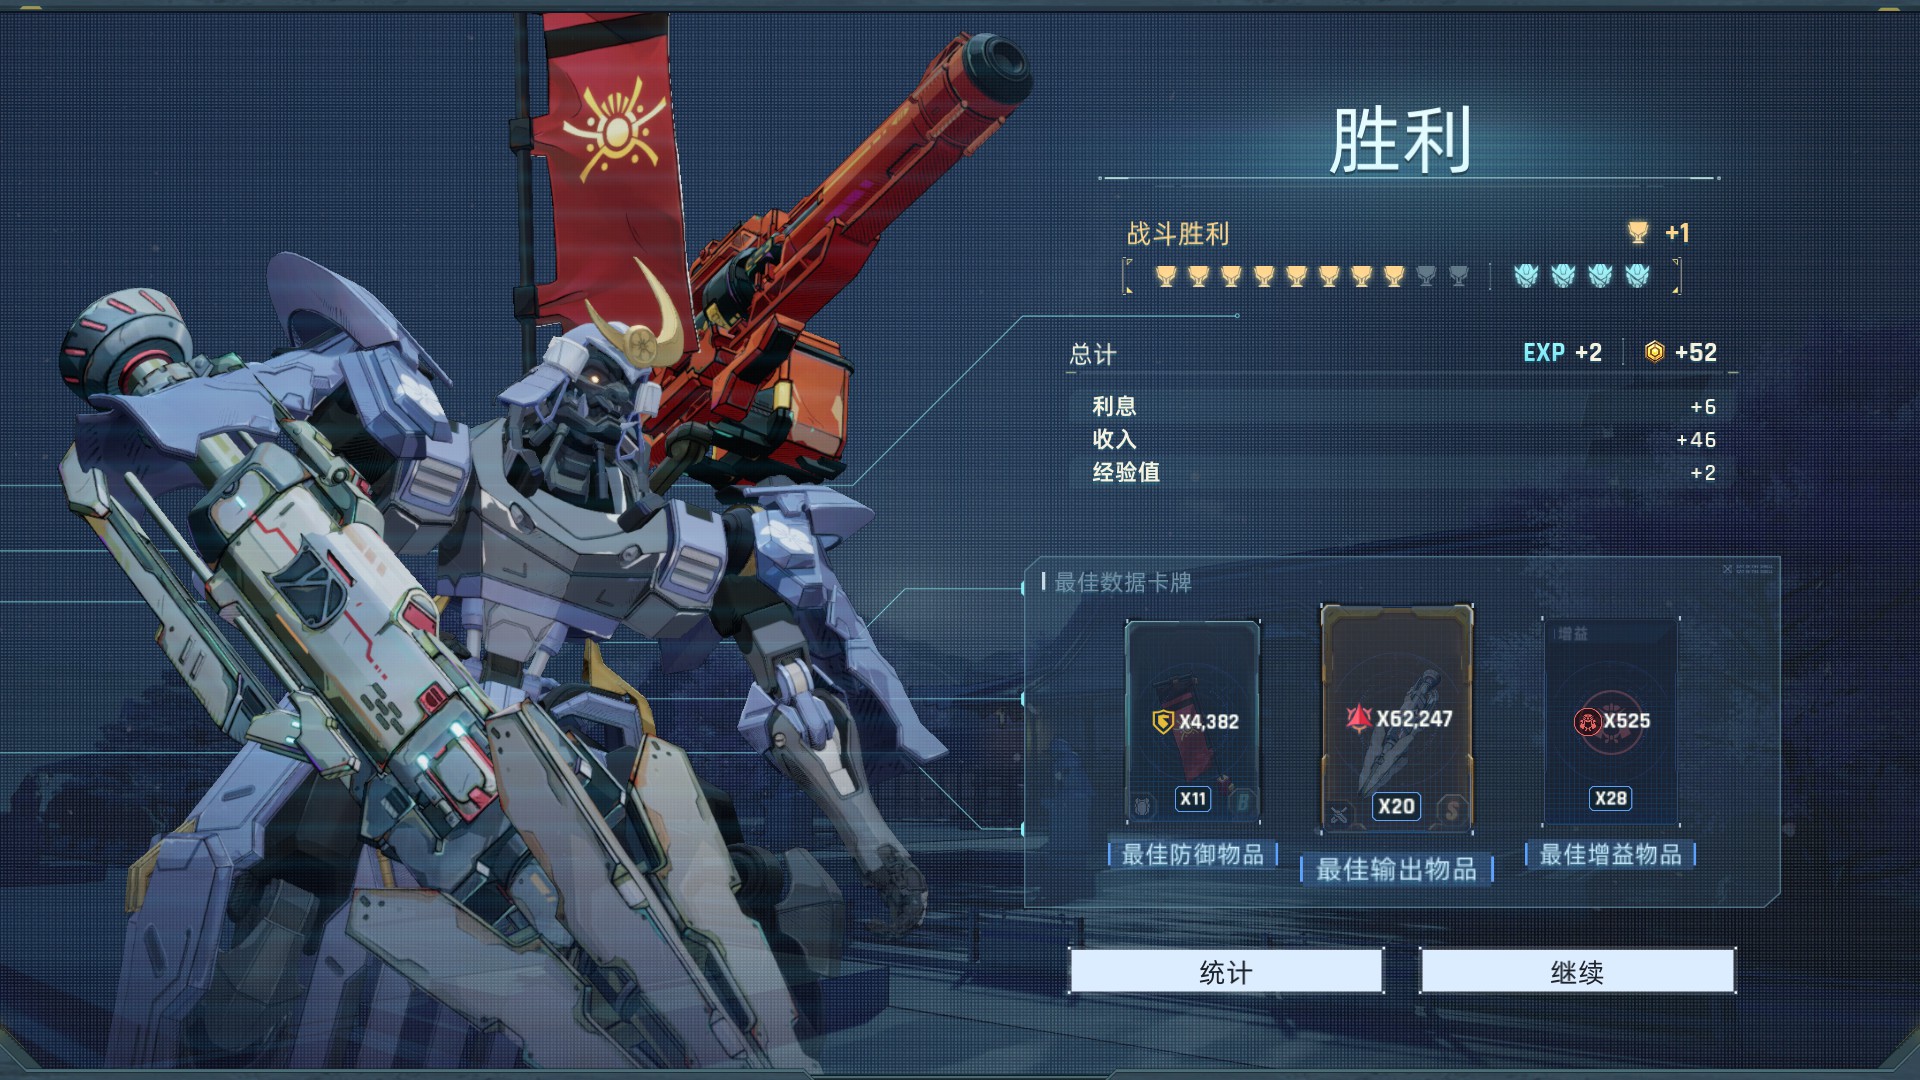 胜利
战斗胜利 +1
总计 EXP +2 +52
利息 +6
收入 +46
经验值 +2
最佳数据卡牌
增益
X4,382 X62,247 X525
X11 B X20 S X28
最佳防御物品 最佳输出物品 最佳增益物品
统计 继续